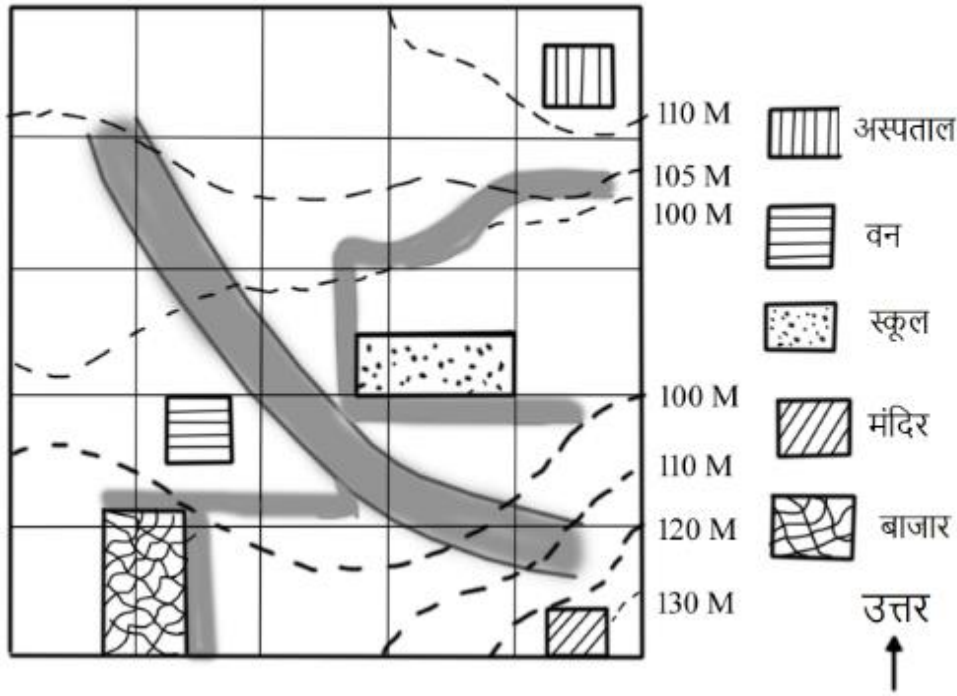 110 M
105 M
100 M
100 M
110 M
120 M
130 M
अस्पताल
वन
स्कूल
मंदिर
बाजार
उत्तर